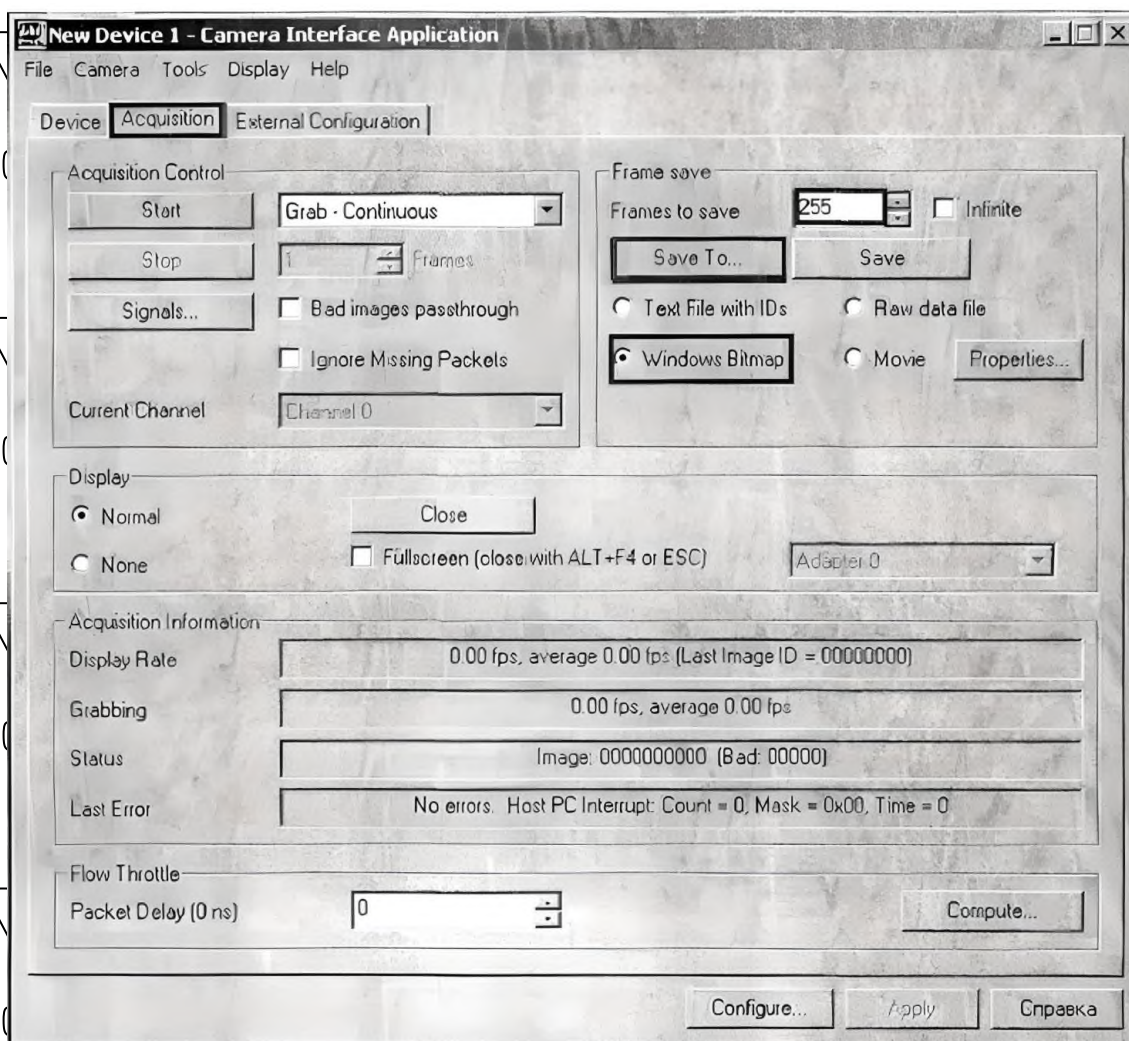 New Device 1 - Camera Interface Application
File Camera Tools Display Help
Device Acquisition External Configuration
Acquisition Control
Start Grab - Continuous
Stop 1 Frames
Signals... Bad images passthrough
Ignore Missing Packets
Current Channel Channel 0
Frame save
Frames to save 255 Infinite
Save To... Save
Text File with IDs Raw data file
Windows Bitmap Movie Properties...
Display
Normal Close
None Fullscreen (close with ALT+F4 or ESC) Adapter 0
Acquisition Information
Display Rate 0.00 fps, average 0.00 fps (Last Image ID = 00000000)
Grabbing 0.00 fps, average 0.00 fps
Status Image: 0000000000 (Bad: 00000)
Last Error No errors. Host PC Interrupt: Count = 0, Mask = 0x00, Time = 0
Flow Throttle
Packet Delay (0 ns) 0 Compute...
Configure... Apply Справка